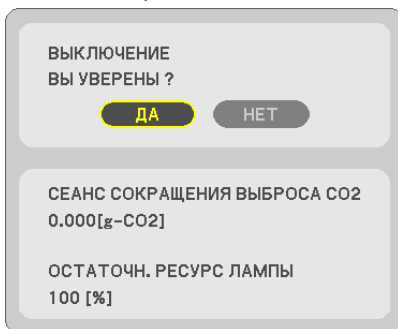 ВЫКЛЮЧЕНИЕ
ВЫ УВЕРЕНЫ ?
ДА НЕТ
СЕАНС СОКРАЩЕНИЯ ВЫБРОСА CO2
0.000[g-CO2]
ОСТАТОЧН. РЕСУРС ЛАМПЫ
100 [%]